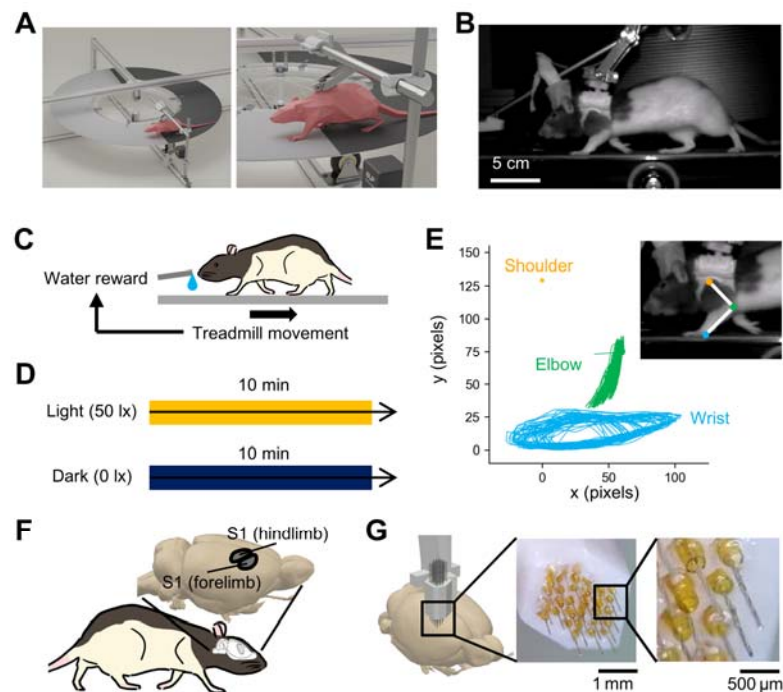 A
B
5 cm
C
Water reward
Treadmill movement
D
10 min
Light (50 lx)
10 min
Dark (0 lx)
E
150
125
100
75
50
25
0
y (pixels)
0
50
100
x (pixels)
Shoulder
Elbow
Wrist
F
S1 (hindlimb)
S1 (forelimb)
G
1 mm
500 µm